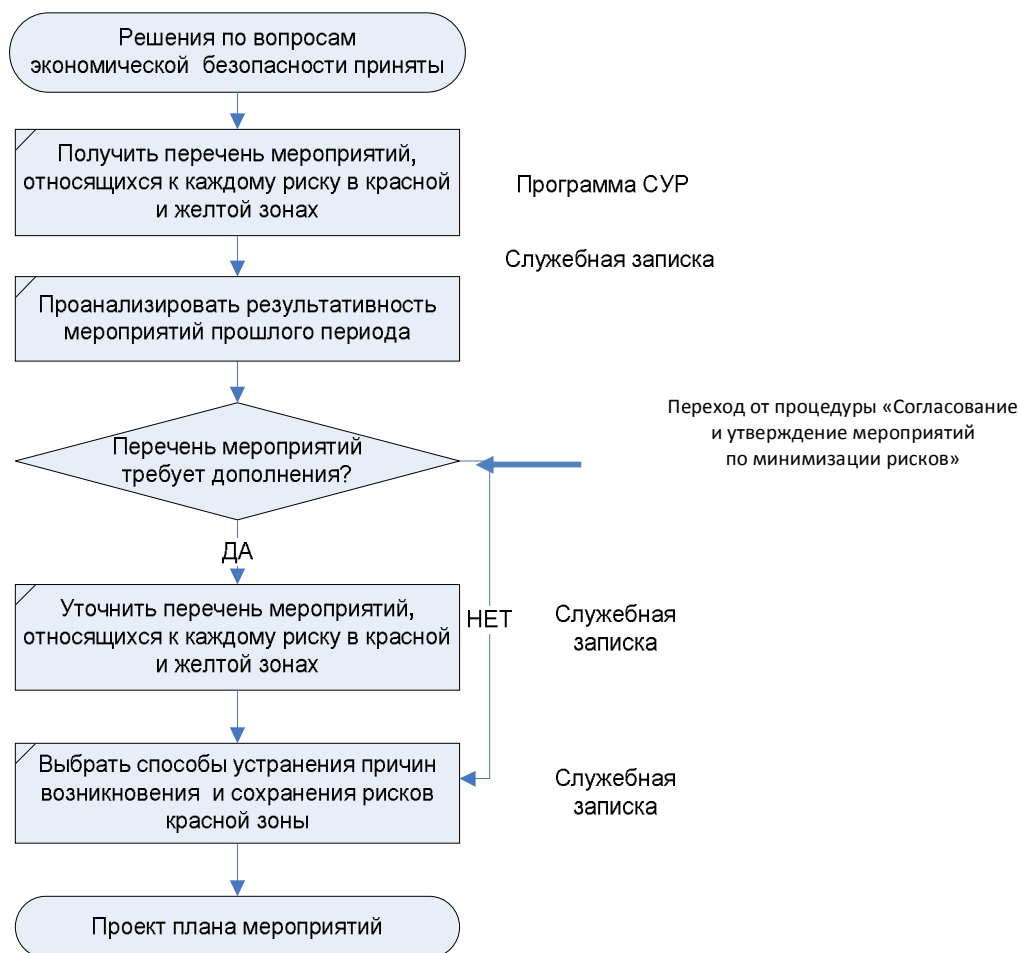 Решения по вопросам
экономической безопасности приняты
Получить перечень мероприятий,
относящихся к каждому риску в красной
и желтой зонах
Программа СУР
Служебная записка
Проанализировать результативность
мероприятий прошлого периода
Перечень мероприятий
требует дополнения?
Переход от процедуры «Согласование
и утверждение мероприятий
по минимизации рисков»
ДА
НЕТ
Уточнить перечень мероприятий,
относящихся к каждому риску в красной
и желтой зонах
Служебная
записка
Выбрать способы устранения причин
возникновения и сохранения рисков
красной зоны
Служебная
записка
Проект плана мероприятий